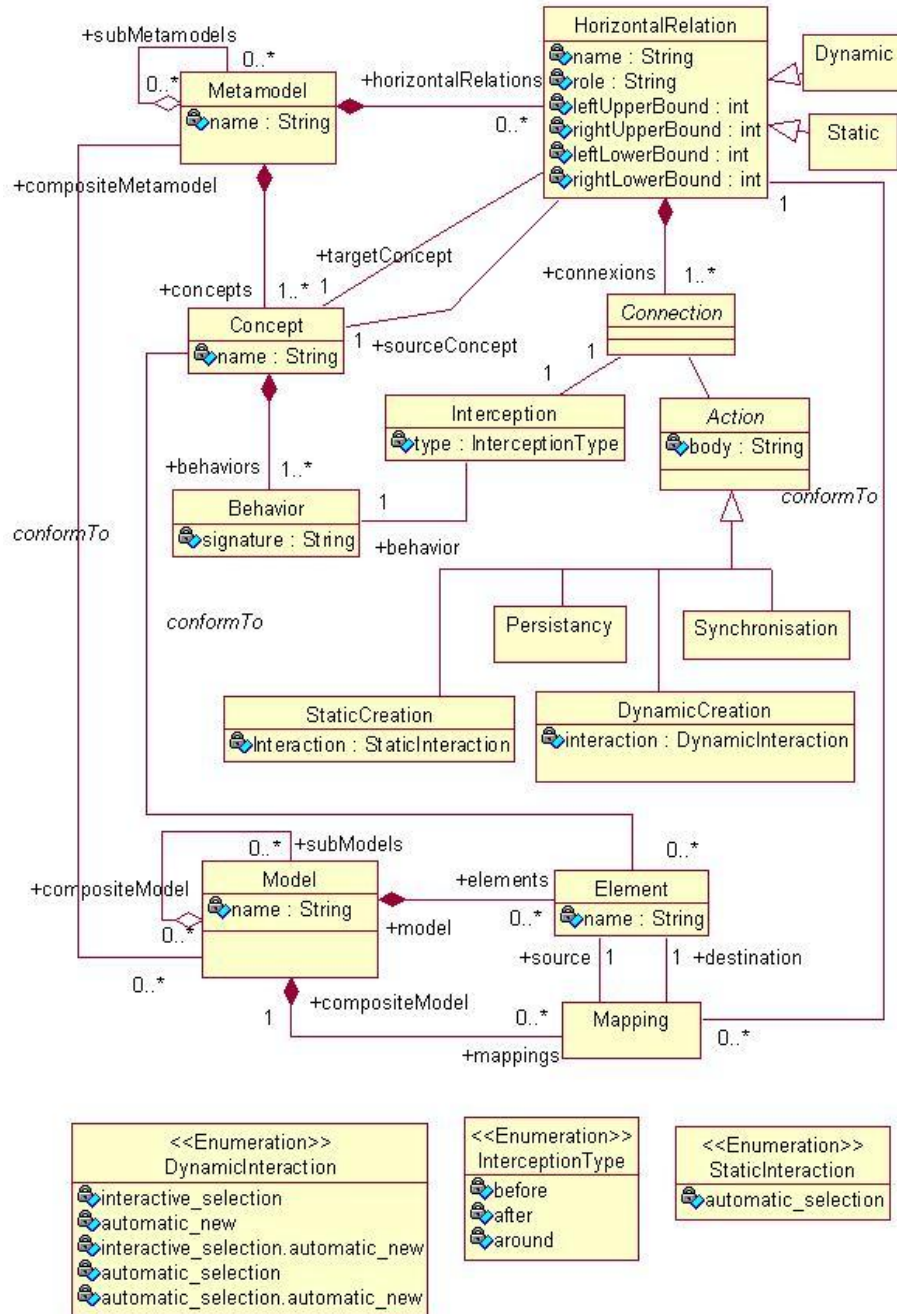 +subMetamodels
0..*
0..*
Metamodel
name : String
+compositeMetamodel
+horizontalRelations
0..*
HorizontalRelation
name : String
role : String
leftUpperBound : int
rightUpperBound : int
leftLowerBound : int
rightLowerBound : int
Dynamic
Static
1
+targetConcept
+concepts
1..*
1
Concept
name : String
1
+sourceConcept
+connexions
1..*
Connection
1
1
Interception
type : InterceptionType
Action
body : String
+behaviors
1..*
Behavior
signature : String
1
+behavior
conformTo
conformTo
conformTo
Persistancy
Synchronisation
StaticCreation
Interaction : StaticInteraction
DynamicCreation
interaction : DynamicInteraction
0..*
+subModels
+compositeModel
0..*
Model
name : String
+elements
0..*
+model
0..*
Element
name : String
+source
1
1
+destination
0..*
+compositeModel
1
0..*
Mapping
0..*
+mappings
<<Enumeration>>
DynamicInteraction
interactive_selection
automatic_new
interactive_selection.automatic_new
automatic_selection
automatic_selection.automatic_new
<<Enumeration>>
InterceptionType
before
after
around
<<Enumeration>>
StaticInteraction
automatic_selection